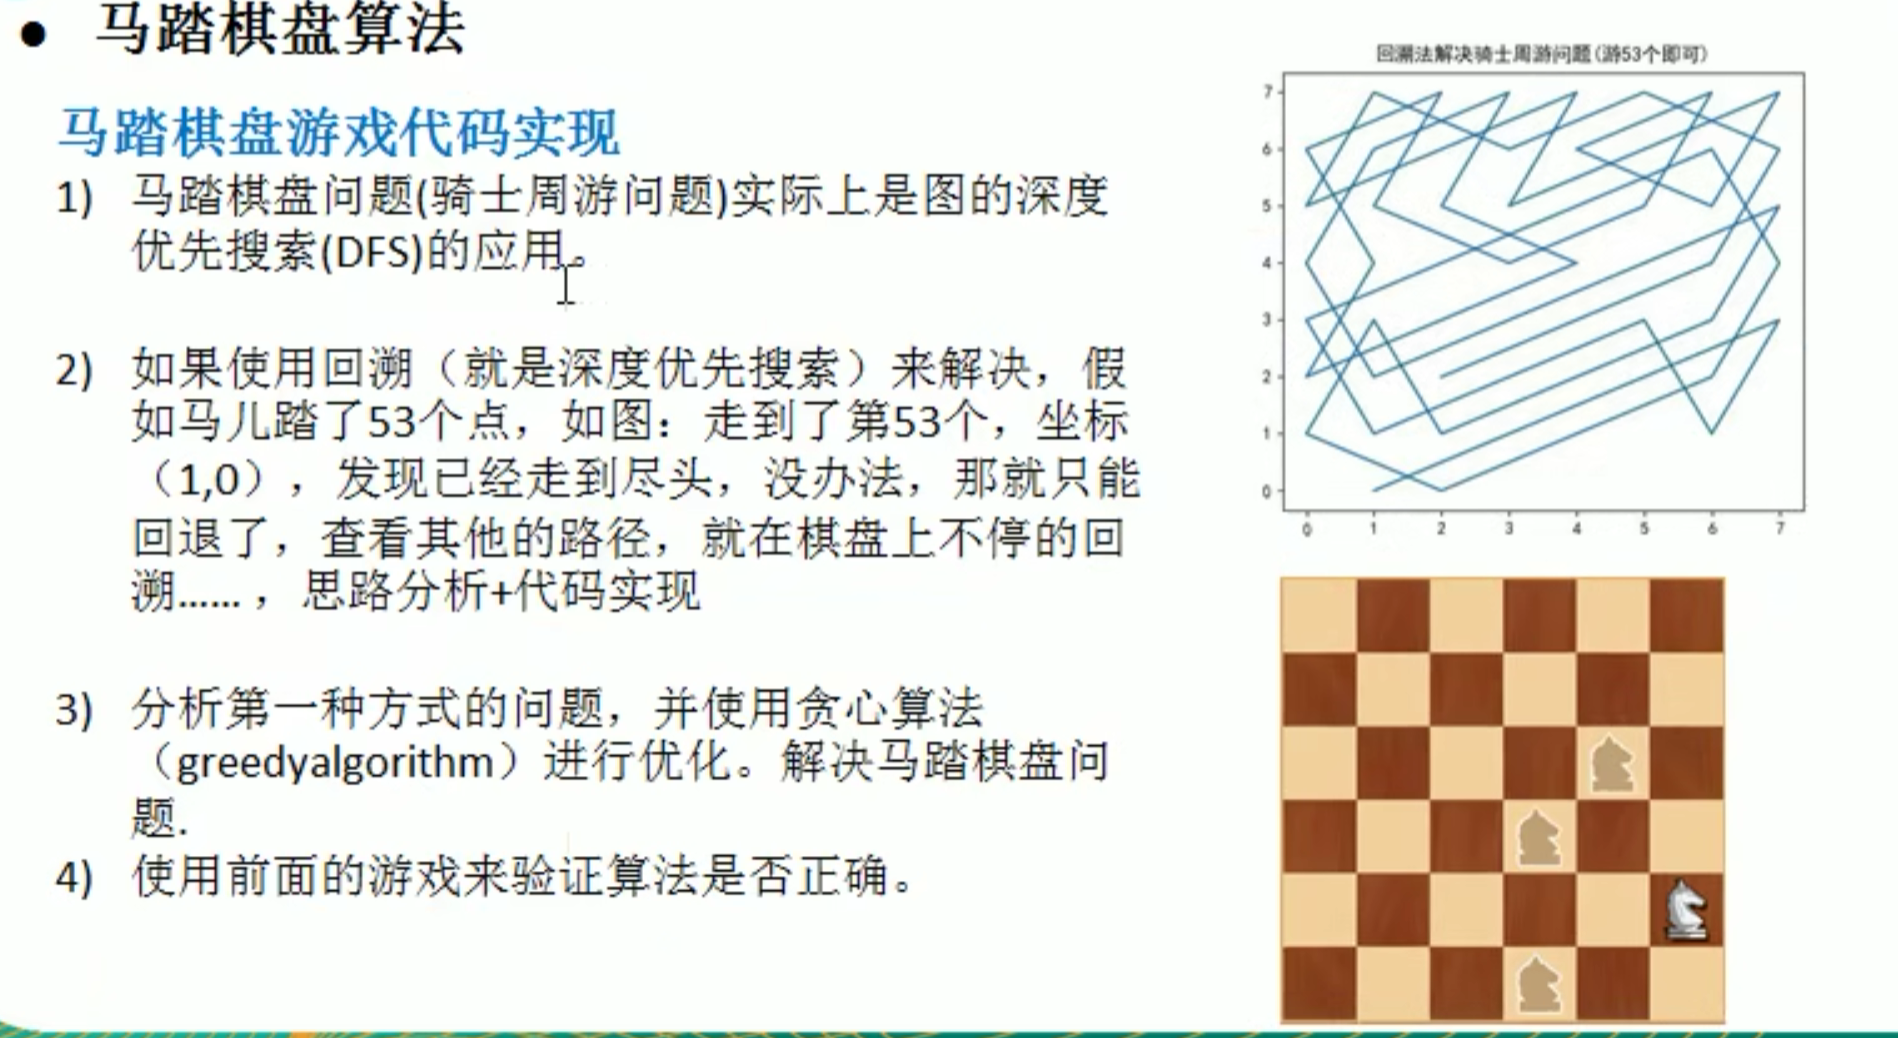 ● 马踏棋盘算法
马踏棋盘游戏代码实现
1) 马踏棋盘问题(骑士周游问题)实际上是图的深度
优先搜索(DFS)的应用。
2) 如果使用回溯（就是深度优先搜索）来解决，假
如马儿踏了53个点，如图：走到了第53个，坐标
（1,0），发现已经走到尽头，没办法，那就只能
回退了，查看其他的路径，就在棋盘上不停的回
溯…… ，思路分析+代码实现
3) 分析第一种方式的问题，并使用贪心算法
（greedyalgorithm）进行优化。解决马踏棋盘问
题.
4) 使用前面的游戏来验证算法是否正确。
回溯法解决骑士周游问题(游53个即可)
7
6
5
4
3
2
1
0
0 1 2 3 4 5 6 7